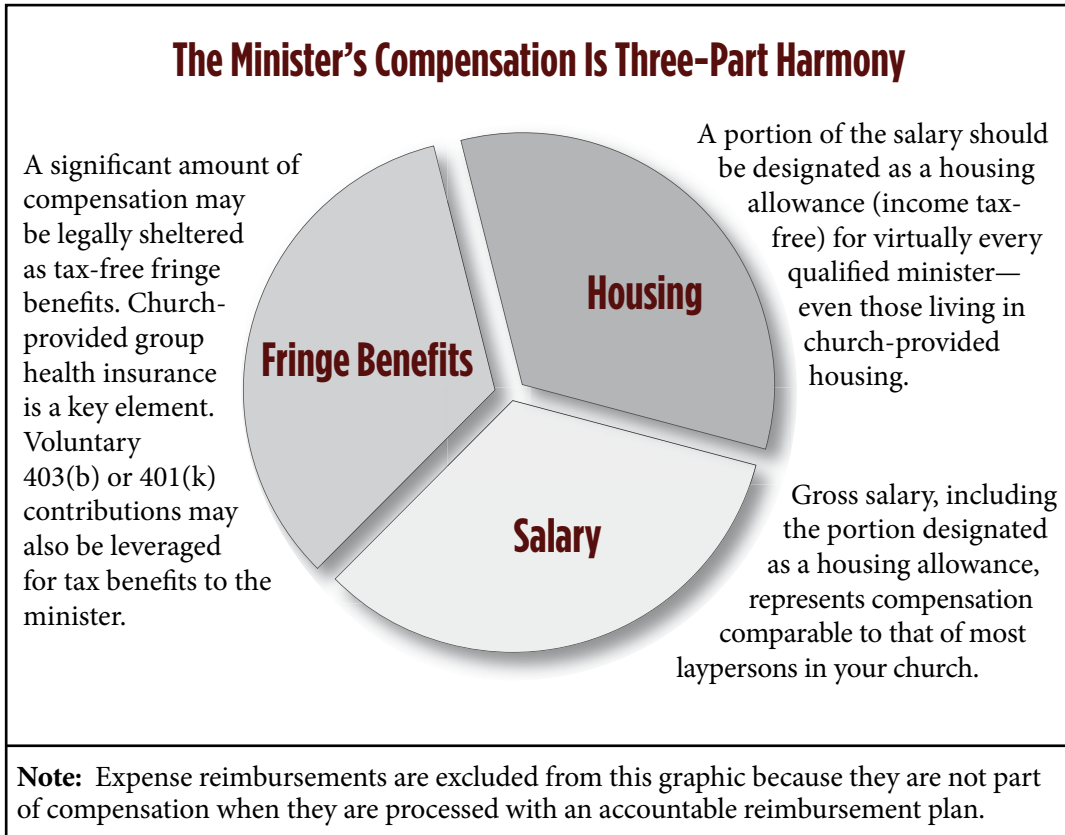 The Minister’s Compensation Is Three-Part Harmony
A significant amount of
compensation may
be legally sheltered
as tax-free fringe
benefits. Church-
provided group
health insurance
is a key element.
Voluntary
403(b) or 401(k)
contributions may
also be leveraged
for tax benefits to the
minister.
Fringe Benefits
Housing
A portion of the salary should
be designated as a housing
allowance (income tax-
free) for virtually every
qualified minister—
even those living in
church-provided
housing.
Salary
Gross salary, including
the portion designated
as a housing allowance,
represents compensation
comparable to that of most
laypersons in your church.
Note: Expense reimbursements are excluded from this graphic because they are not part
of compensation when they are processed with an accountable reimbursement plan.